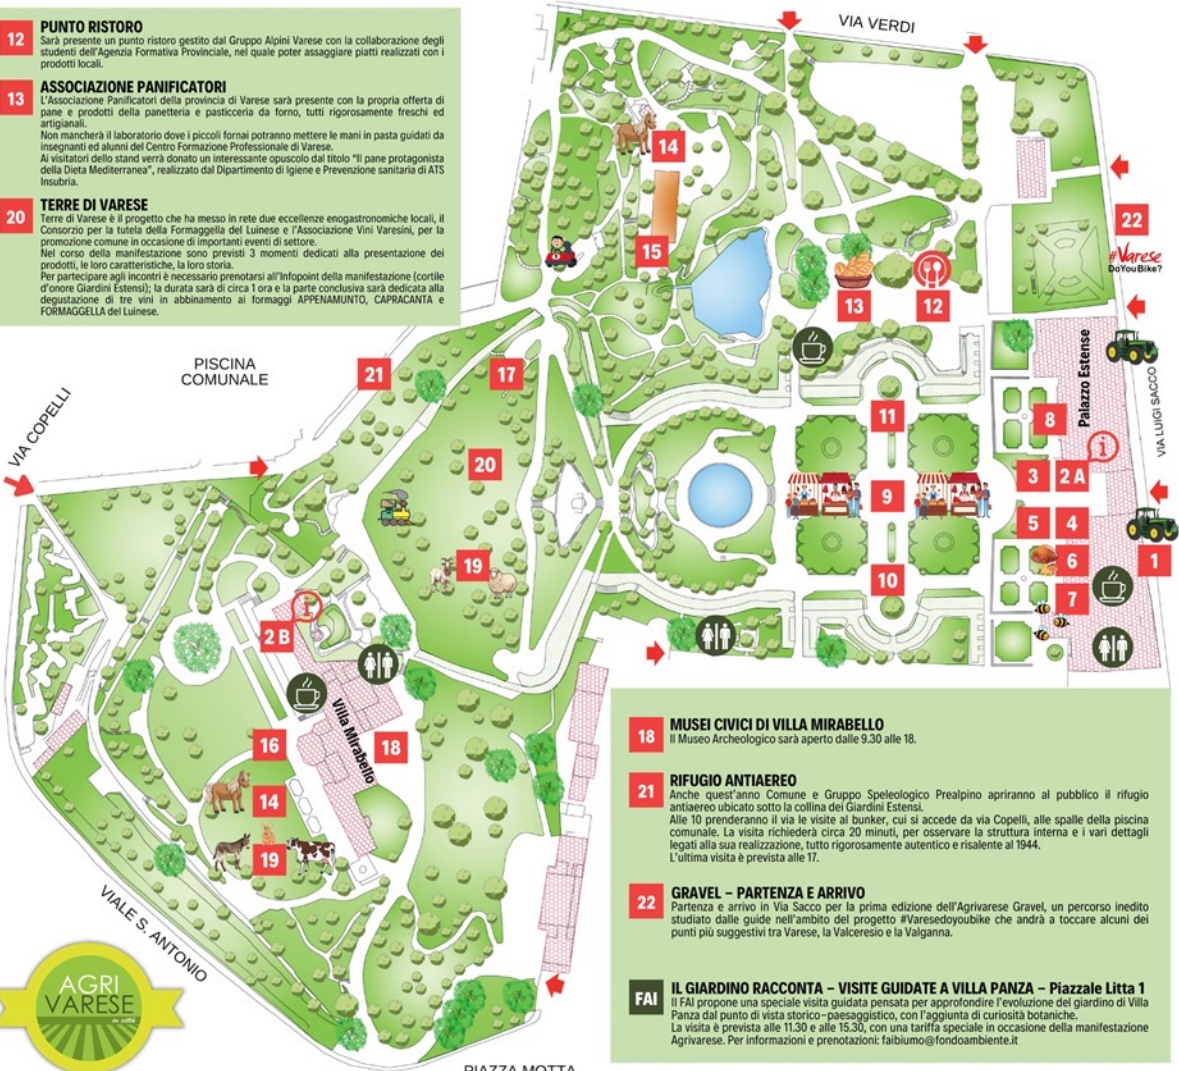 12 PUNTO RISTORO
Sarà presente un punto ristoro gestito dal Gruppo Alpini Varese con la collaborazione degli
studenti dell'Agenzia Formativa Provinciale, nel quale poter assaggiare piatti realizzati con i
prodotti locali.
13 ASSOCIAZIONE PANIFICATORI
L'Associazione Panificatori della provincia di Varese sarà presente con la propria offerta di
pane e prodotti della panetteria e pasticceria da forno, tutti rigorosamente freschi ed
artigianali.
Non mancherà il laboratorio dove i piccoli fornai potranno mettere le mani in pasta guidati da
insegnanti ed alunni del Centro Formazione Professionale di Varese.
Ai visitatori dello stand verrà donato un interessante opuscolo dal titolo "Il pane protagonista
della Dieta Mediterranea", realizzato dal Dipartimento di Igiene e Prevenzione sanitaria di ATS
Insubria.
20 TERRE DI VARESE
Terre di Varese è il progetto che ha messo in rete due eccellenze enogastronomiche locali, il
Consorzio per la tutela della Formaggella del Luinese e l'Associazione Vini Varesini, per la
promozione comune in occasione di importanti eventi di settore.
Nel corso della manifestazione sono previsti 3 momenti dedicati alla presentazione dei
prodotti, le loro caratteristiche, la loro storia.
Per partecipare agli incontri è necessario prenotarsi all'Infopoint della manifestazione (cortile
d'onore Giardini Estensi); la durata sarà di circa 1 ora e la parte conclusiva sarà dedicata alla
degustazione di tre vini in abbinamento ai formaggi APPENAMUNTO, CAPRACANTA e
FORMAGGELLA del Luinese.
VIA VERDI
14
15
22
#Varese
DoYouBike?
13
12
PISCINA
COMUNALE
21
17
VIA COPELLI
11
8
Palazzo Estense
VIA LUIGI SACCO
i
20
9
3
2 A
5
4
19
10
6
1
7
i
2 B
Villa Mirabello
16
18
14
19
VIALE S. ANTONIO
AGRI
VARESE
in città
PIAZZA MOTTA
18 MUSEI CIVICI DI VILLA MIRABELLO
Il Museo Archeologico sarà aperto dalle 9.30 alle 18.
21 RIFUGIO ANTIAEREO
Anche quest'anno Comune e Gruppo Speleologico Prealpino apriranno al pubblico il rifugio
antiaereo ubicato sotto la collina dei Giardini Estensi.
Alle 10 prenderanno il via le visite al bunker, cui si accede da via Copelli, alle spalle della piscina
comunale. La visita richiederà circa 20 minuti, per osservare la struttura interna e i vari dettagli
legati alla sua realizzazione, tutto rigorosamente autentico e risalente al 1944.
L'ultima visita è prevista alle 17.
22 GRAVEL – PARTENZA E ARRIVO
Partenza e arrivo in Via Sacco per la prima edizione dell'Agrivarese Gravel, un percorso inedito
studiato dalle guide nell'ambito del progetto #Varesedoyoubike che andrà a toccare alcuni dei
punti più suggestivi tra Varese, la Valceresio e la Valganna.
FAI IL GIARDINO RACCONTA – VISITE GUIDATE A VILLA PANZA – Piazzale Litta 1
Il FAI propone una speciale visita guidata pensata per approfondire l'evoluzione del giardino di Villa
Panza dal punto di vista storico-paesaggistico, con l'aggiunta di curiosità botaniche.
La visita è prevista alle 11.30 e alle 15.30, con una tariffa speciale in occasione della manifestazione
Agrivarese. Per informazioni e prenotazioni: faibiumo@fondoambiente.it